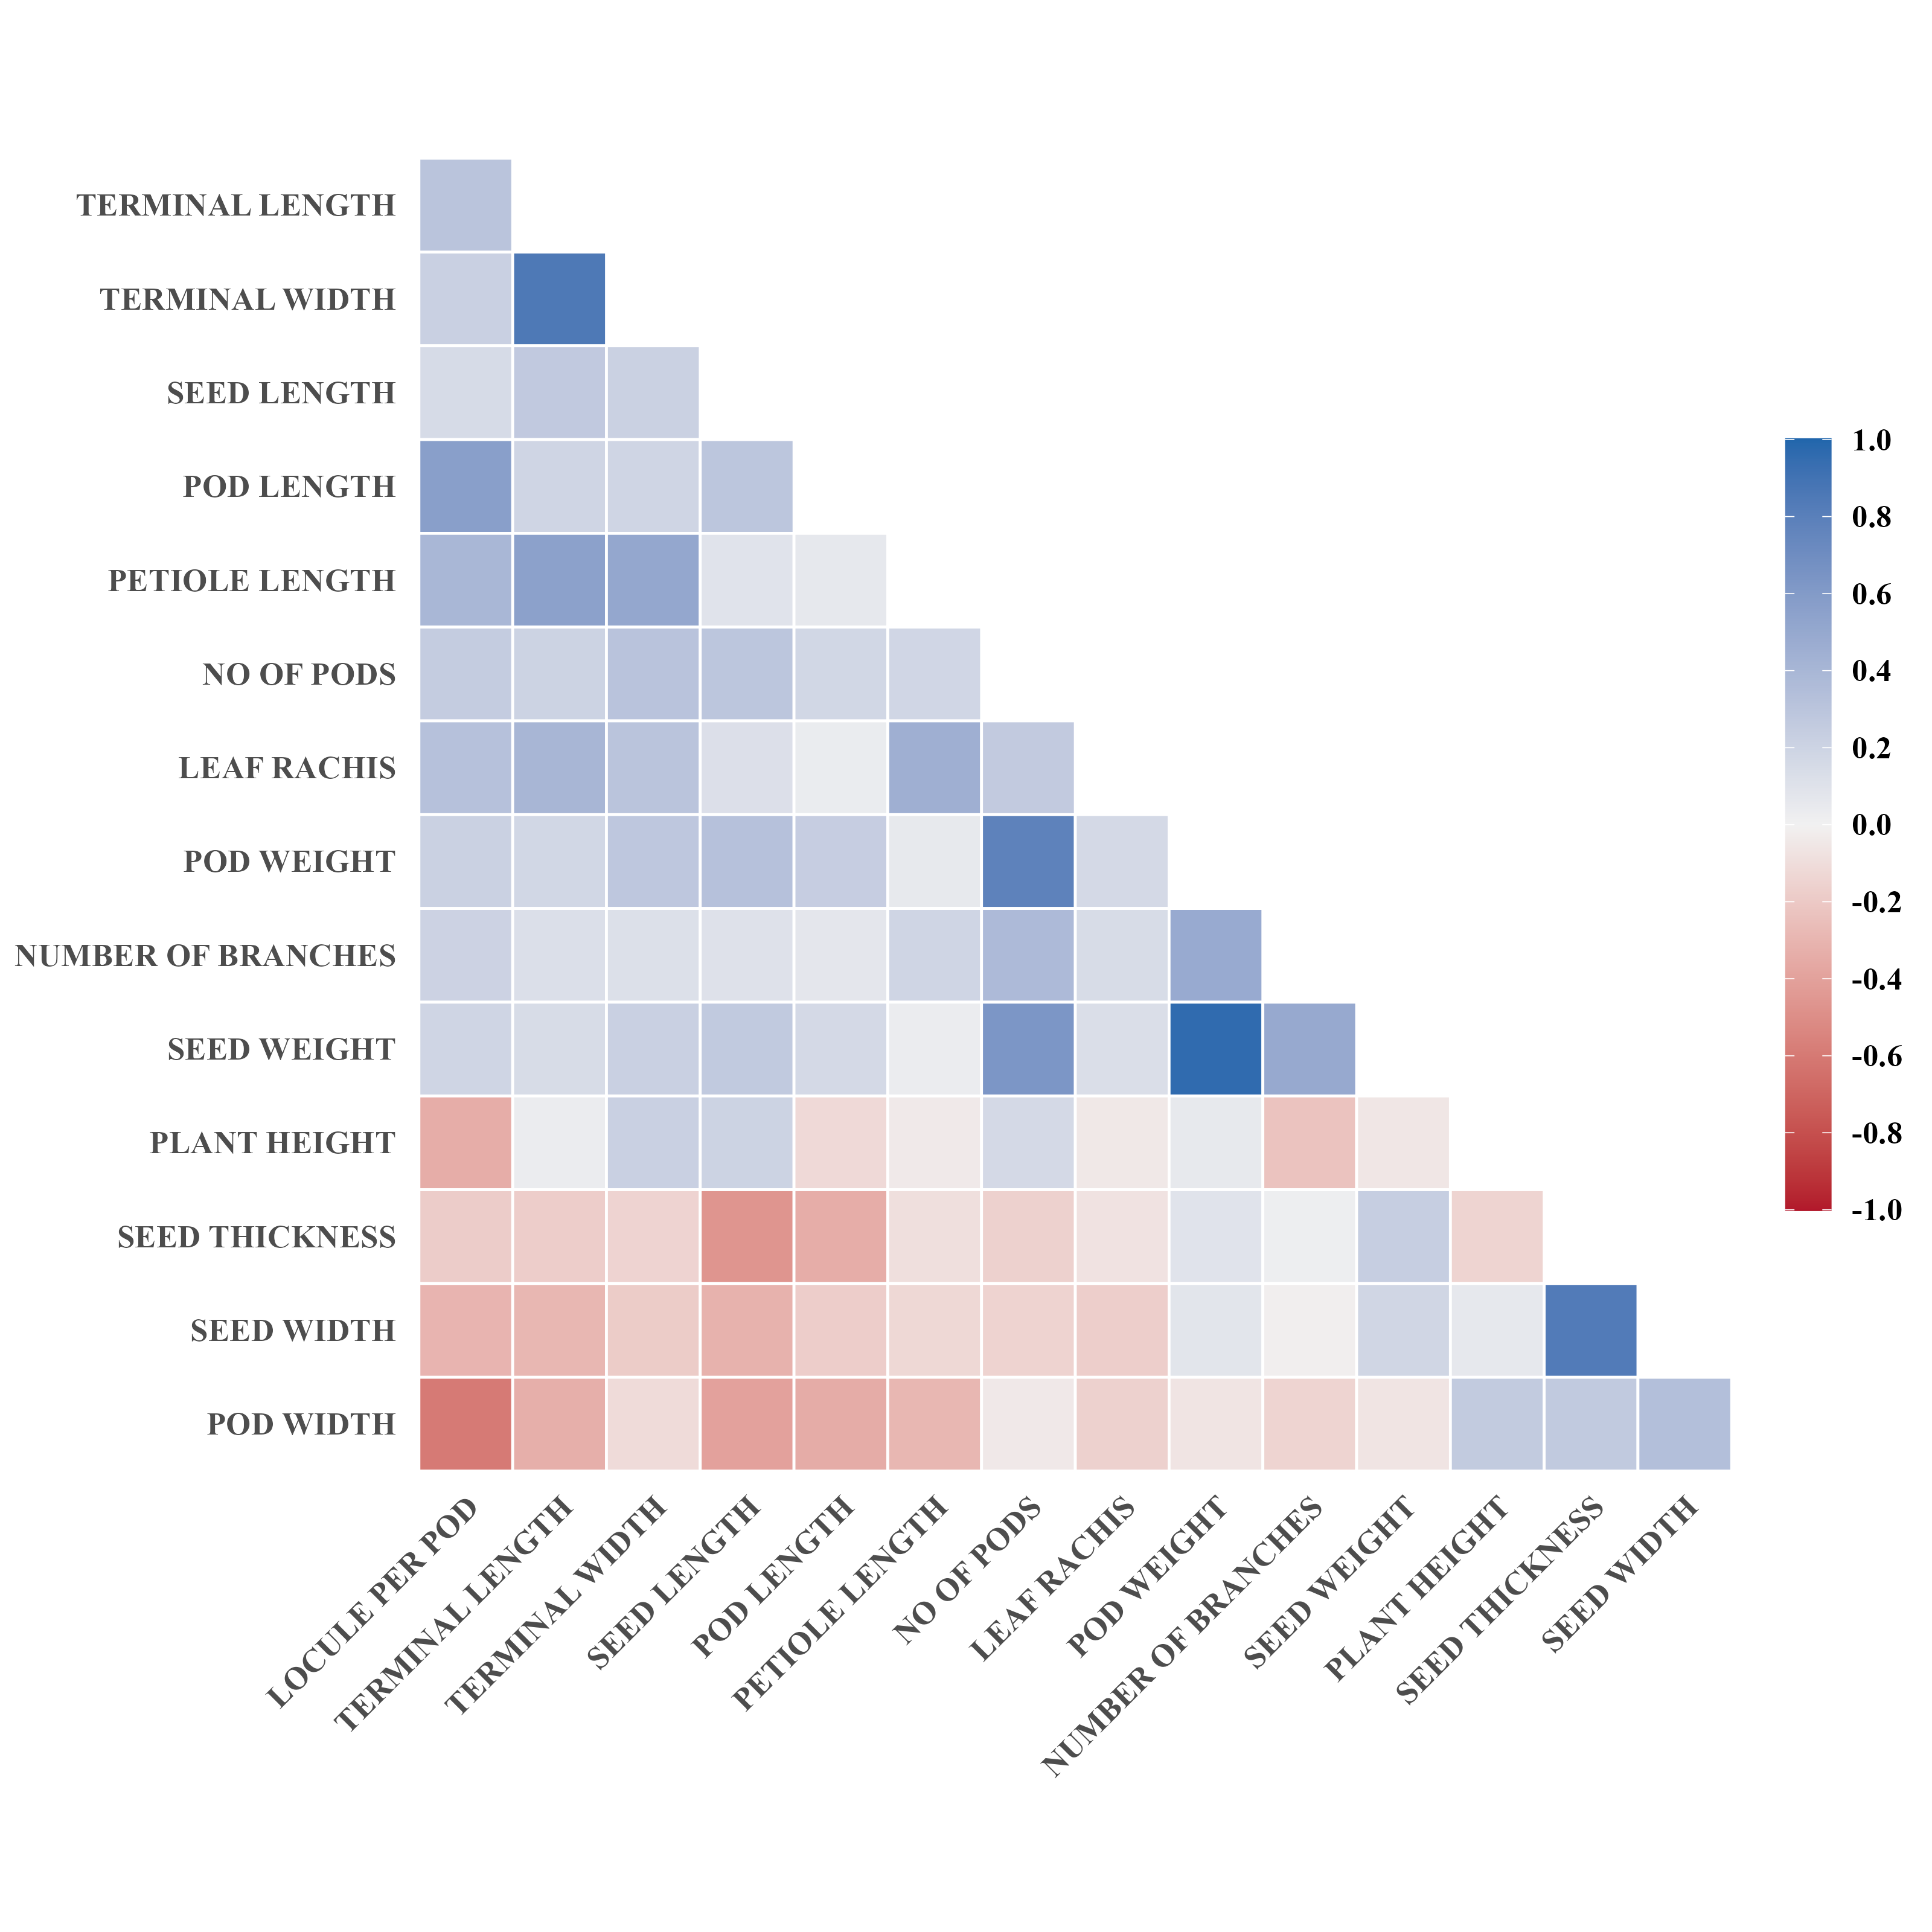 TERMINAL LENGTH
TERMINAL WIDTH
SEED LENGTH
POD LENGTH
PETIOLE LENGTH
NO OF PODS
LEAF RACHIS
POD WEIGHT
NUMBER OF BRANCHES
SEED WEIGHT
PLANT HEIGHT
SEED THICKNESS
SEED WIDTH
POD WIDTH
LOCULE PER POD
TERMINAL LENGTH
TERMINAL WIDTH
SEED LENGTH
POD LENGTH
PETIOLE LENGTH
NO OF PODS
LEAF RACHIS
POD WEIGHT
NUMBER OF BRANCHES
SEED WEIGHT
PLANT HEIGHT
SEED THICKNESS
SEED WIDTH
1.0
0.8
0.6
0.4
0.2
0.0
-0.2
-0.4
-0.6
-0.8
-1.0